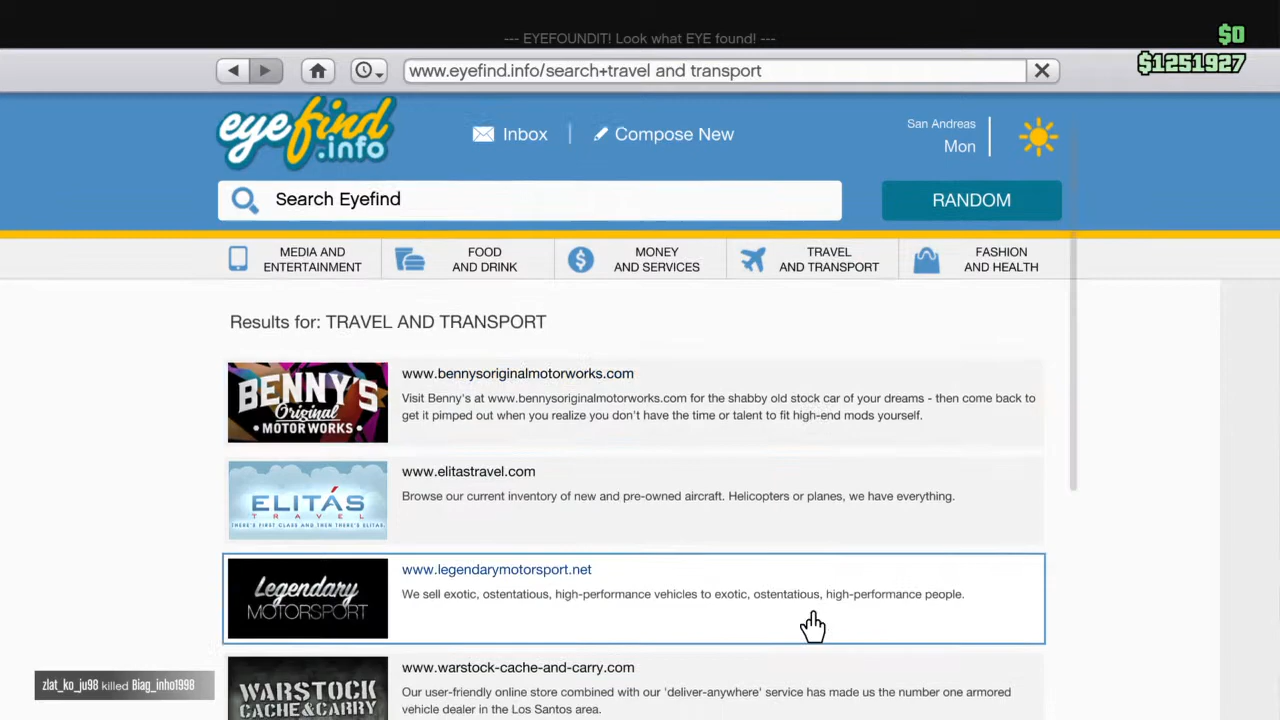 --- EYEFOUNDIT! Look what EYE found! ---
$0
$1251927
www.eyefind.info/search+travel and transport
eyefind
.info
Inbox
Compose New
San Andreas
Mon
Search Eyefind
RANDOM
MEDIA AND
ENTERTAINMENT
FOOD
AND DRINK
MONEY
AND SERVICES
TRAVEL
AND TRANSPORT
FASHION
AND HEALTH
Results for: TRAVEL AND TRANSPORT
BENNY'S
Original
MOTOR WORKS
www.bennysoriginalmotorworks.com
Visit Benny's at www.bennysoriginalmotorworks.com for the shabby old stock car of your dreams - then come back to
get it pimped out when you realize you don't have the time or talent to fit high-end mods yourself.
ELITÁS
TRAVEL
THERE'S FIRST CLASS AND THEN THERE'S ELITAS.
www.elitastravel.com
Browse our current inventory of new and pre-owned aircraft. Helicopters or planes, we have everything.
Legendary
MOTORSPORT
www.legendarymotorsport.net
We sell exotic, ostentatious, high-performance vehicles to exotic, ostentatious, high-performance people.
WARSTOCK
CACHE & CARRY
www.warstock-cache-and-carry.com
Our user-friendly online store combined with our 'deliver-anywhere' service has made us the number one armored
vehicle dealer in the Los Santos area.
zlat_ko_ju98 killed Biag_inho1998